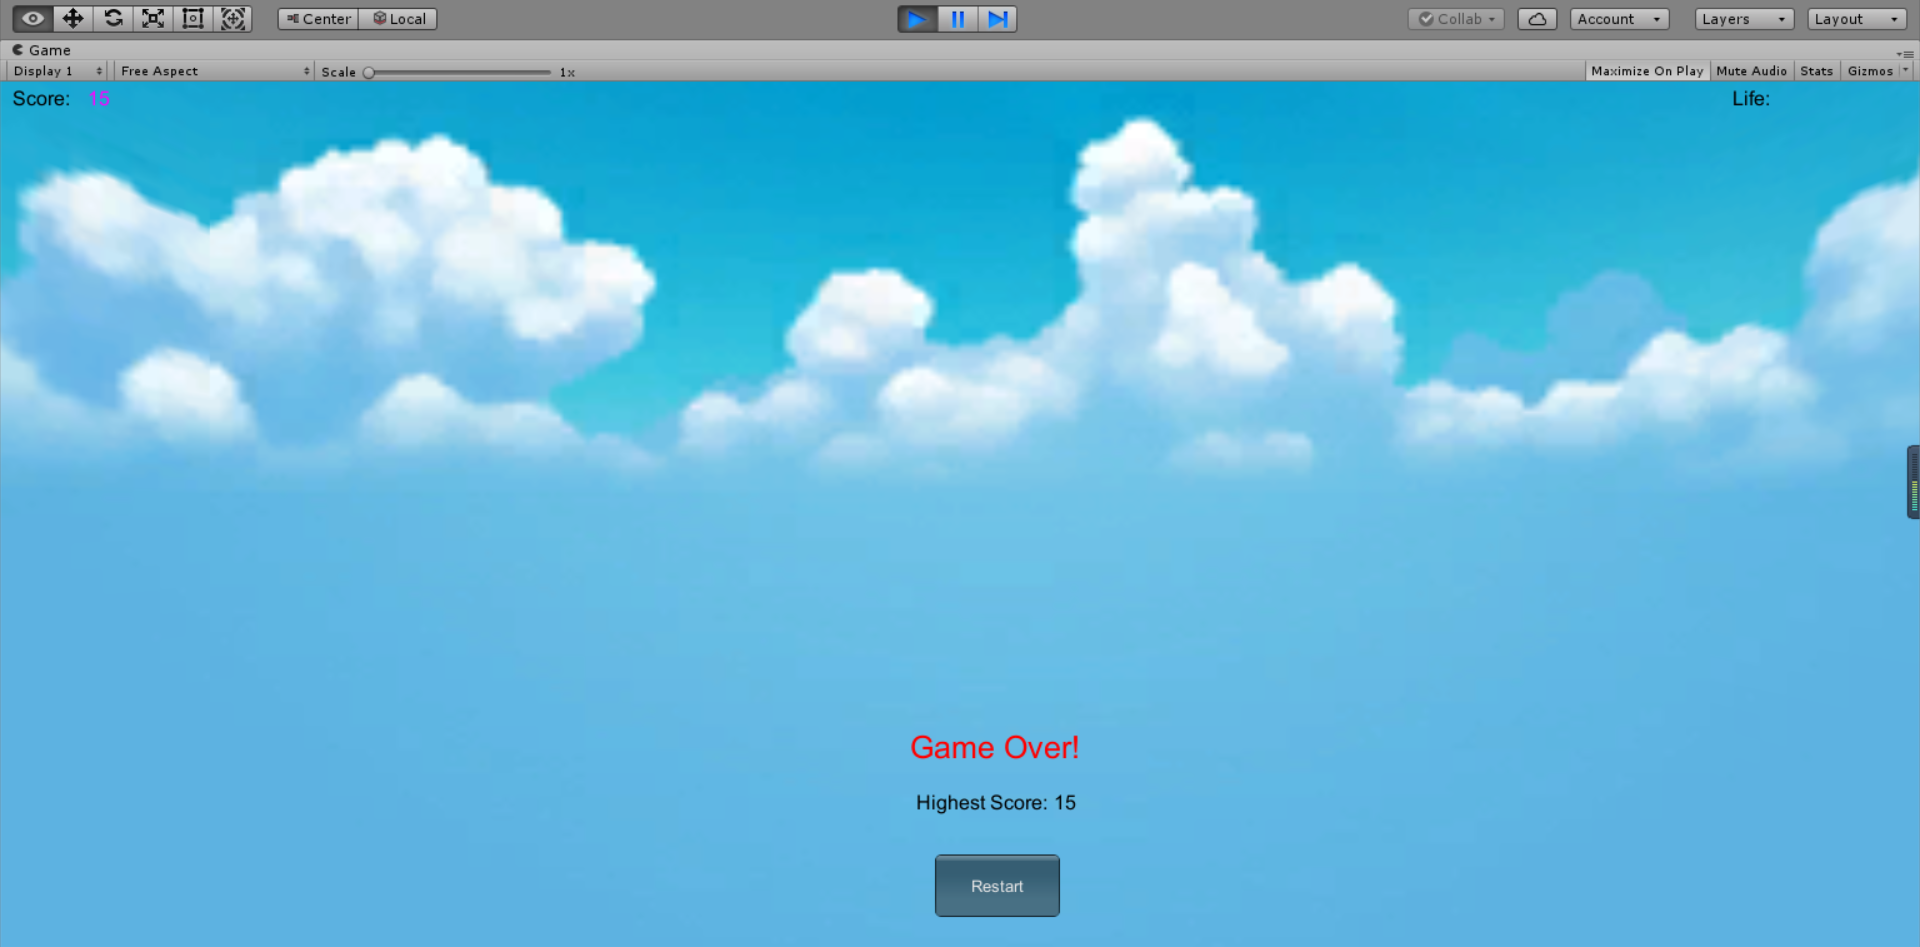 Center Local Collab Account Layers Layout
Game
Display 1 Free Aspect Scale 1x Maximize On Play Mute Audio Stats Gizmos
Score: 15 Life:
Game Over!
Highest Score: 15
Restart